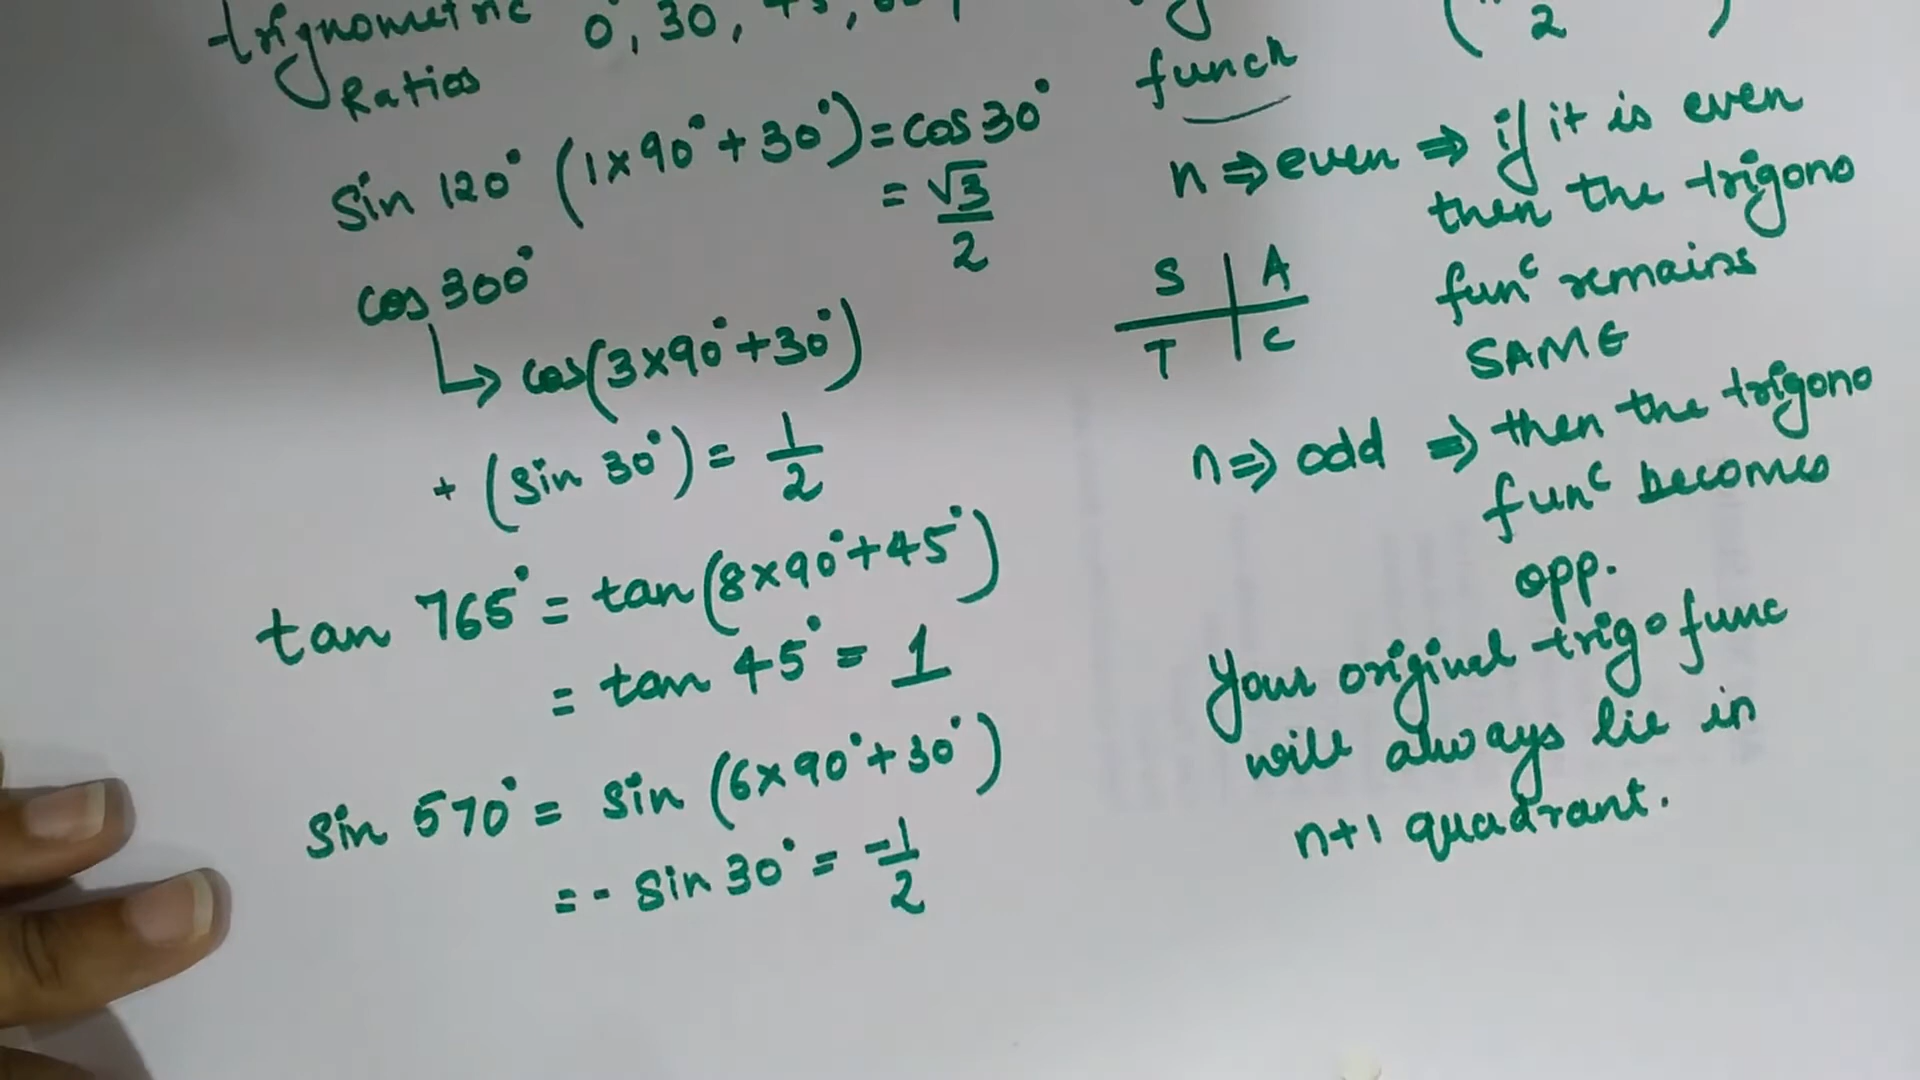 trignometric 0°, 30,
Ratios
sin 120° (1×90°+30°)=cos30°
= √3/2
cos 300°
↳ cos(3×90°+30°)
+ (sin 30°) = 1/2
tan 765° = tan(8×90°+45°)
= tan 45° = 1
sin 570° = sin (6×90°+30°)
= - sin 30° = -1/2
funcn
2
n ⇒ even ⇒ if it is even
then the trigono
func remains
SAME
S A
T C
n ⇒ odd ⇒ then the trigono
func becomes
opp.
Your original trigo func
will always lie in
n+1 quadrant.